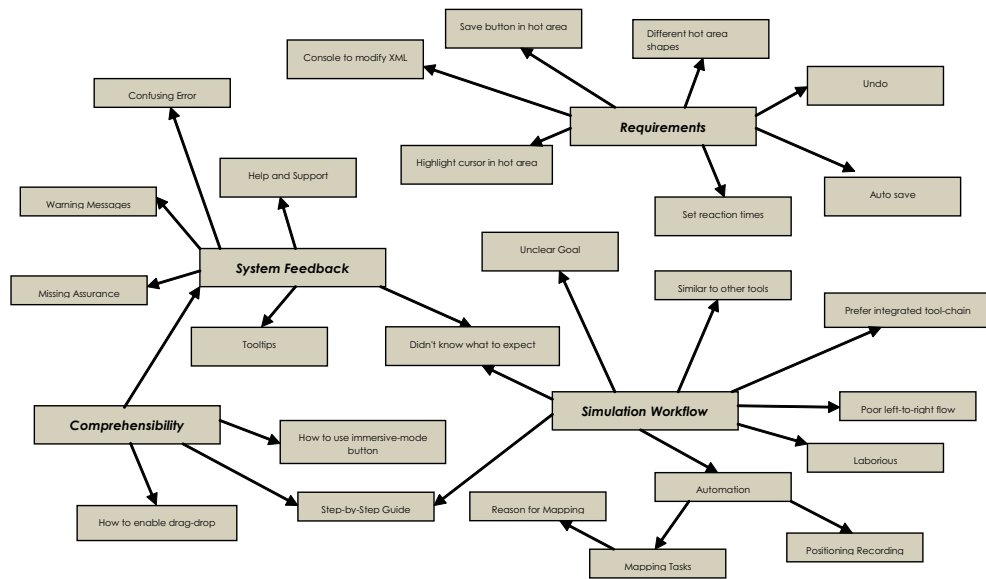 Save button in hot area
Different hot area
shapes
Console to modify XML
Undo
Confusing Error
Requirements
Highlight cursor in hot area
Help and Support
Auto save
Warning Messages
Set reaction times
Unclear Goal
System Feedback
Similar to other tools
Missing Assurance
Prefer integrated tool-chain
Tooltips
Didn't know what to expect
Poor left-to-right flow
Simulation Workflow
Comprehensibility
How to use immersive-mode
button
Laborious
Automation
Step-by-Step Guide
Reason for Mapping
How to enable drag-drop
Positioning Recording
Mapping Tasks